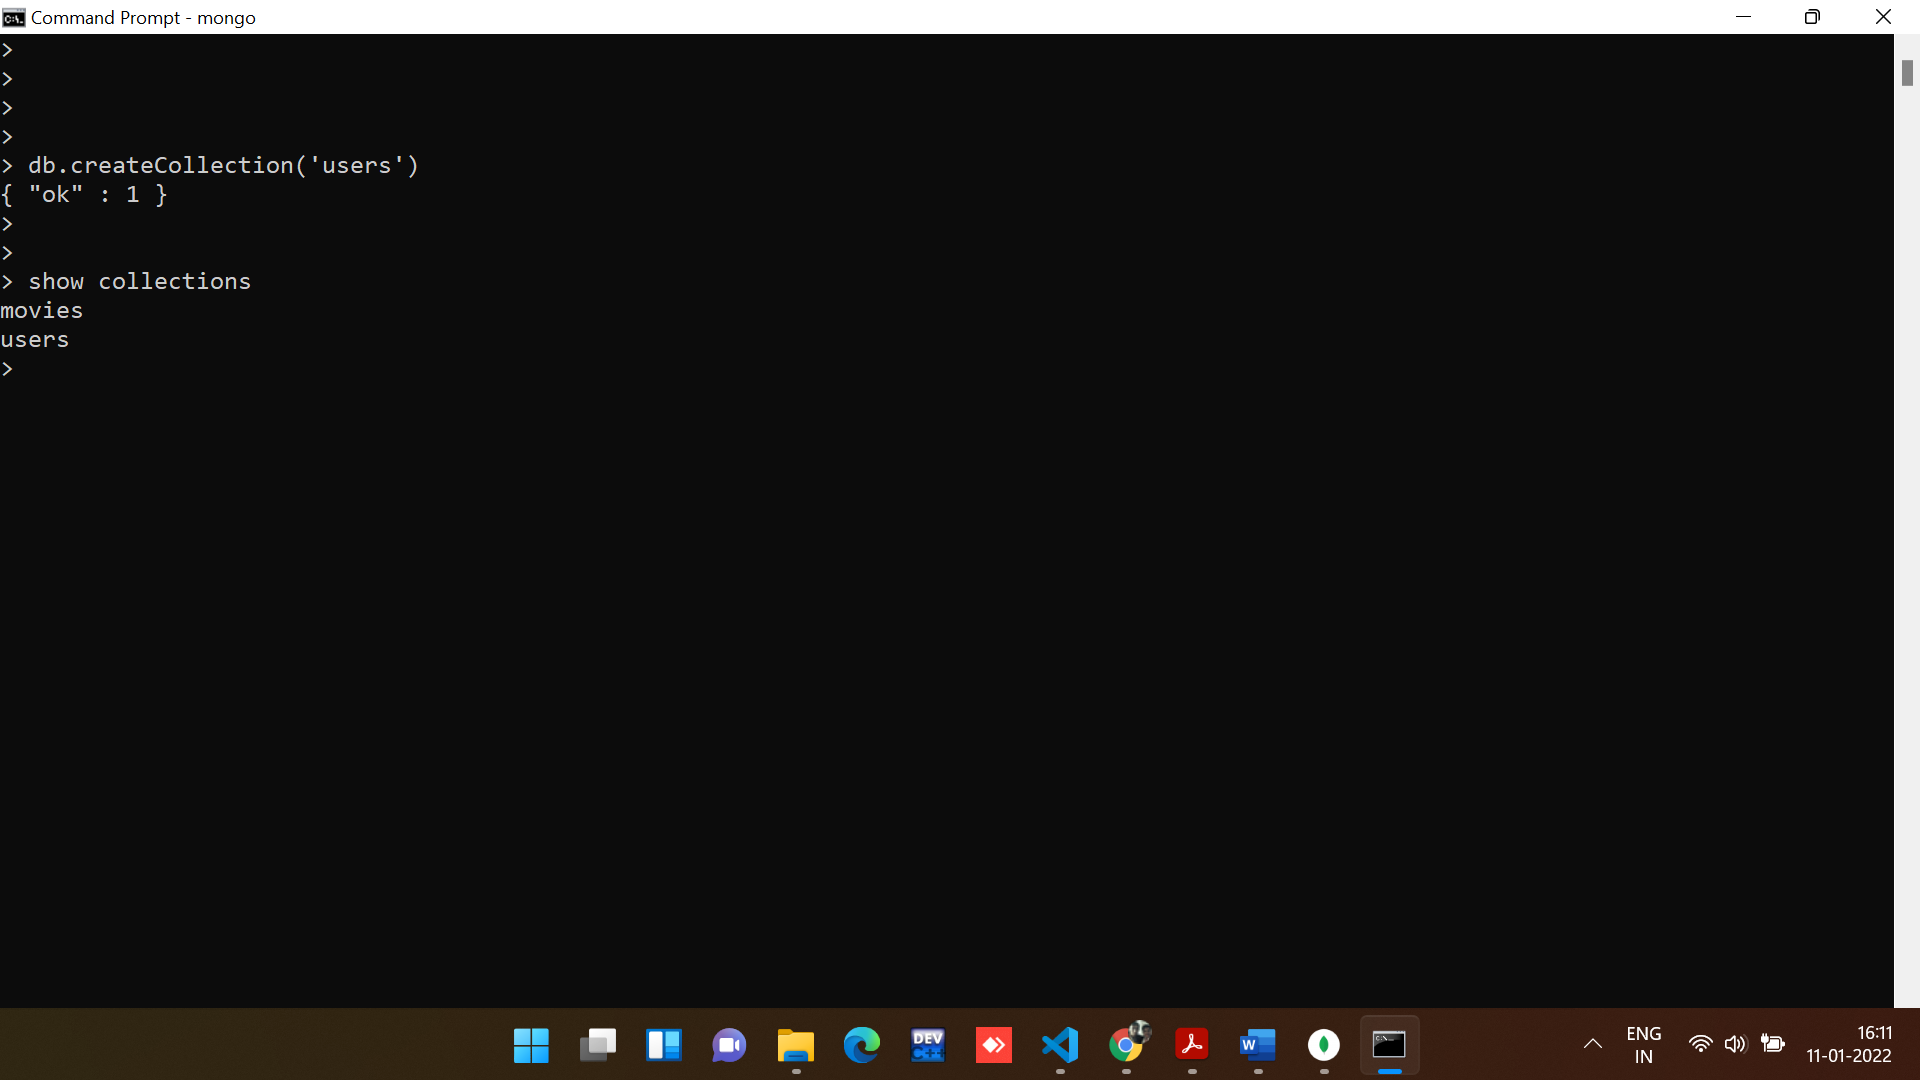 Command Prompt - mongo
>
>
>
>
> db.createCollection('users')
{ "ok" : 1 }
>
>
> show collections
movies
users
>
DEV
C++
W
ENG
IN
16:11
11-01-2022